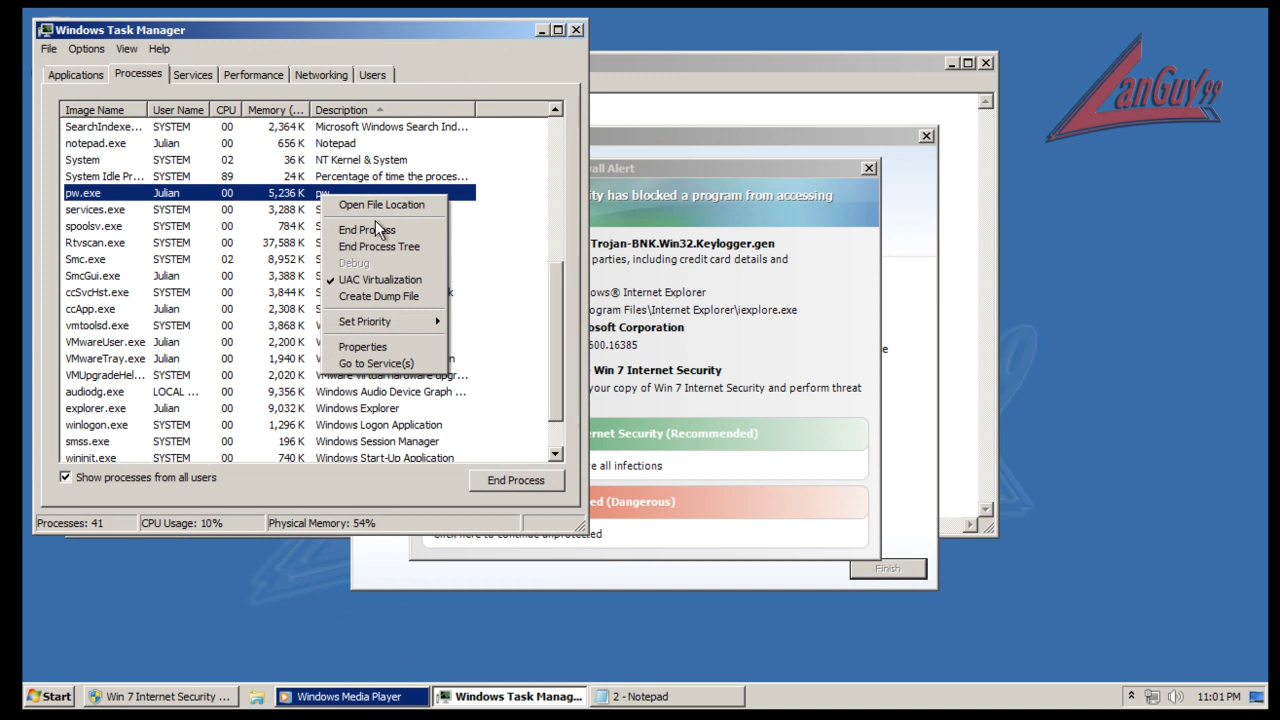 Windows Task Manager
File Options View Help
Applications Processes Services Performance Networking Users
Image Name User Name CPU Memory (... Description
SearchIndexe... SYSTEM 00 2,364 K Microsoft Windows Search Ind...
notepad.exe Julian 00 656 K Notepad
System SYSTEM 02 36 K NT Kernel & System
System Idle Pr... SYSTEM 89 24 K Percentage of time the proces...
pw.exe Julian 00 5,236 K pw
services.exe SYSTEM 00 3,288 K S
spoolsv.exe SYSTEM 00 784 K S
Rtvscan.exe SYSTEM 00 37,588 K S
Smc.exe SYSTEM 02 8,952 K S
SmcGui.exe Julian 00 3,388 K S
ccSvcHst.exe SYSTEM 00 3,844 K S k
ccApp.exe Julian 00 2,308 K S
vmtoolsd.exe SYSTEM 00 3,868 K
VMwareUser.exe Julian 00 2,200 K
VMwareTray.exe Julian 00 1,940 K n
VMUpgradeHel... SYSTEM 00 2,020 K VMware virtual hardware upgr...
audiodg.exe LOCAL ... 00 9,356 K Windows Audio Device Graph ...
explorer.exe Julian 00 9,032 K Windows Explorer
winlogon.exe SYSTEM 00 1,296 K Windows Logon Application
smss.exe SYSTEM 00 196 K Windows Session Manager
wininit.exe SYSTEM 00 740 K Windows Start-Up Application
Open File Location
End Process
End Process Tree
Debug
UAC Virtualization
Create Dump File
Set Priority
Properties
Go to Service(s)
Show processes from all users
End Process
Processes: 41 CPU Usage: 10% Physical Memory: 54%
all Alert
ity has blocked a program from accessing
Trojan-BNK.Win32.Keylogger.gen
parties, including credit card details and
ows® Internet Explorer
ogram Files\Internet Explorer\iexplore.exe
osoft Corporation
600.16385
Win 7 Internet Security
your copy of Win 7 Internet Security and perform threat
ernet Security (Recommended)
e all infections
ed (Dangerous)
Click here to continue unprotected
e
Finish
LanGuy99
Start
Win 7 Internet Security ...
Windows Media Player
Windows Task Manag...
2 - Notepad
11:01 PM